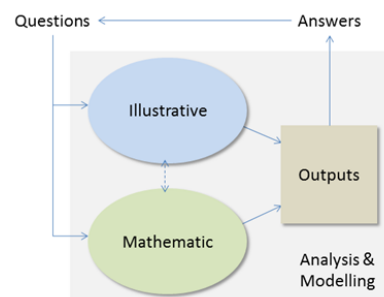 Questions
Answers
Illustrative
Outputs
Mathematic
Analysis &
Modelling